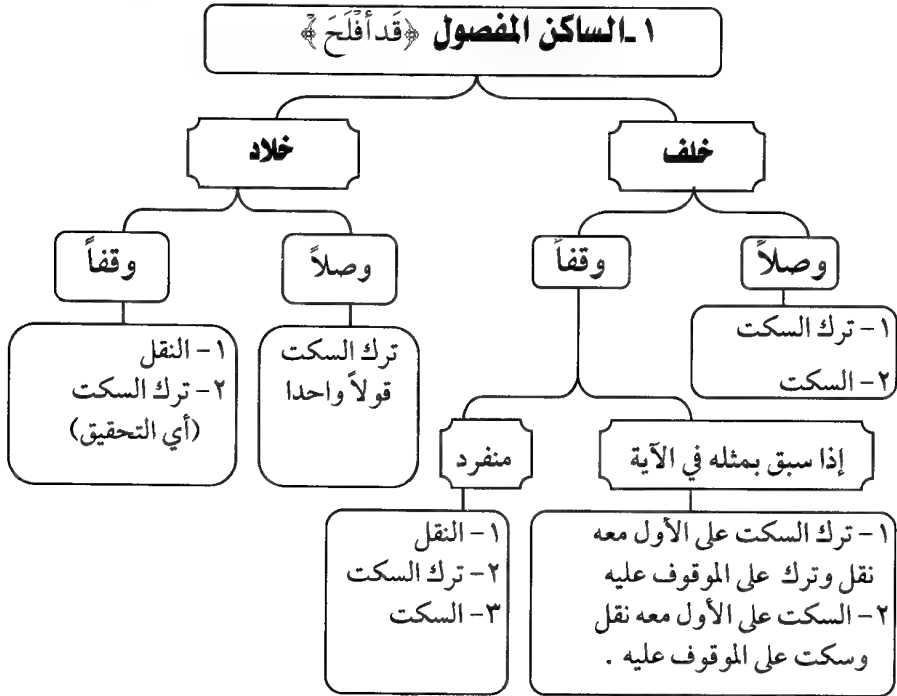 ١ـ الساكن المفصول ﴿قَدْ أَفْلَحَ﴾
خلف
خلاد
وصلاً
وقفاً
وصلاً
وقفاً
١- ترك السكت
٢- السكت
ترك السكت
قولاً واحدا
١- النقل
٢- ترك السكت
(أي التحقيق)
إذا سبق بمثله في الآية
منفرد
١- ترك السكت على الأول معه
نقل وترك على الموقوف عليه
٢- السكت على الأول معه نقل
وسكت على الموقوف عليه .
١- النقل
٢- ترك السكت
٣- السكت